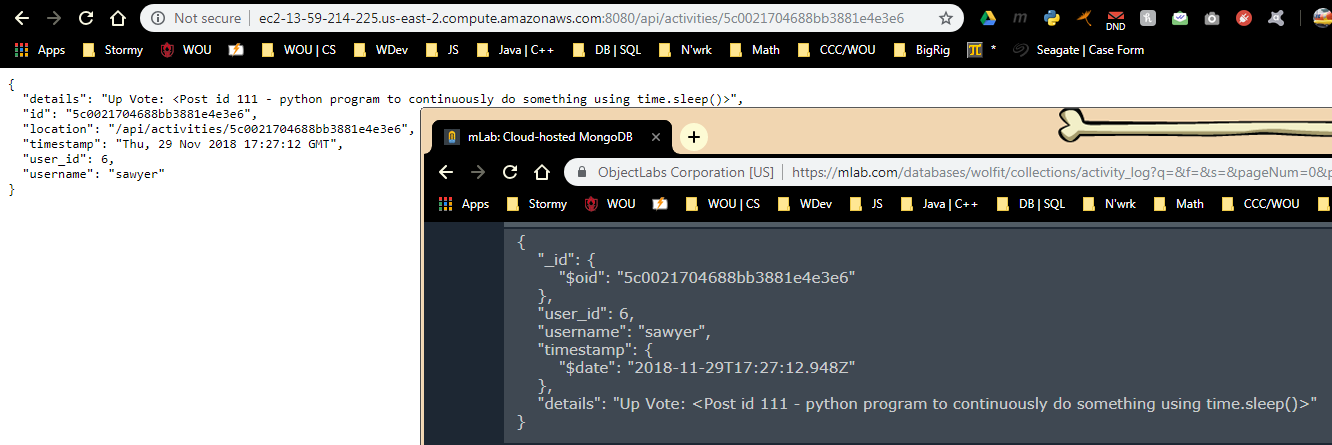 Not secure | ec2-13-59-214-225.us-east-2.compute.amazonaws.com:8080/api/activities/5c0021704688bb3881e4e3e6
DND
Apps Stormy WOU WOU | CS WDev JS Java | C++ DB | SQL N'wrk Math CCC/WOU BigRig * Seagate | Case Form
{
"details": "Up Vote: <Post id 111 - python program to continuously do something using time.sleep()>",
"id": "5c0021704688bb3881e4e3e6",
"location": "/api/activities/5c0021704688bb3881e4e3e6",
"timestamp": "Thu, 29 Nov 2018 17:27:12 GMT",
"user_id": 6,
"username": "sawyer"
}
mLab: Cloud-hosted MongoDB
ObjectLabs Corporation [US] | https://mlab.com/databases/wolfit/collections/activity_log?q=&f=&s=&pageNum=0&p
Apps Stormy WOU WOU | CS WDev JS Java | C++ DB | SQL N'wrk Math CCC/WOU
{
"_id": {
"$oid": "5c0021704688bb3881e4e3e6"
},
"user_id": 6,
"username": "sawyer",
"timestamp": {
"$date": "2018-11-29T17:27:12.948Z"
},
"details": "Up Vote: <Post id 111 - python program to continuously do something using time.sleep()>"
}